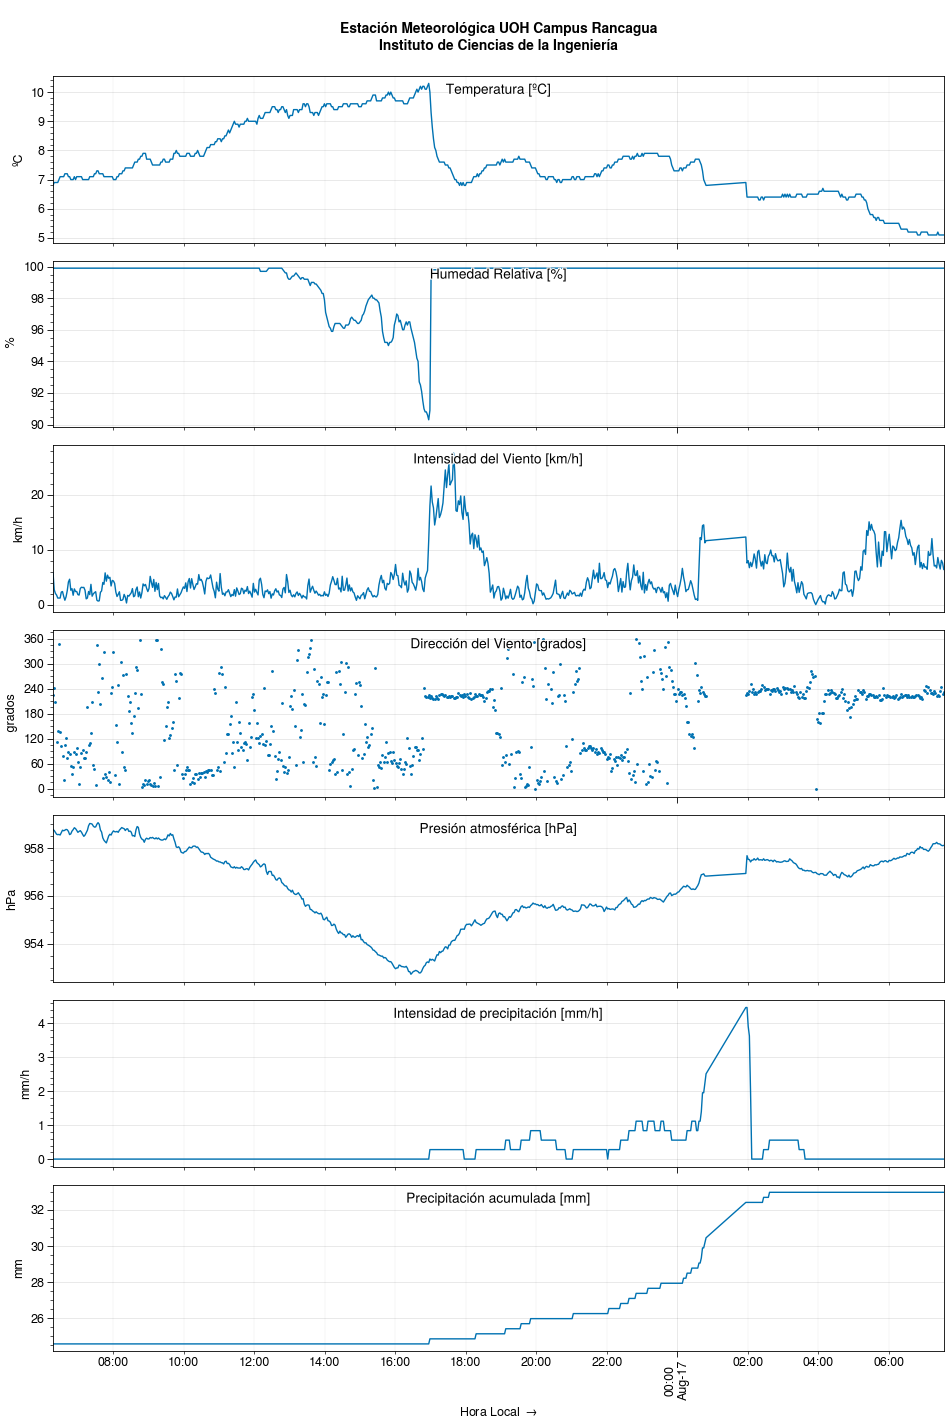 Estación Meteorológica UOH Campus Rancagua
Instituto de Ciencias de la Ingeniería
Temperatura [ºC]
ºC
10
9
8
7
6
5
Humedad Relativa [%]
%
100
98
96
94
92
90
Intensidad del Viento [km/h]
km/h
20
10
0
Dirección del Viento [grados]
grados
360
300
240
180
120
60
0
Presión atmosférica [hPa]
hPa
958
956
954
Intensidad de precipitación [mm/h]
mm/h
4
3
2
1
0
Precipitación acumulada [mm]
mm
32
30
28
26
08:00 10:00 12:00 14:00 16:00 18:00 20:00 22:00 00:00 02:00 04:00 06:00
Aug-17
Hora Local →